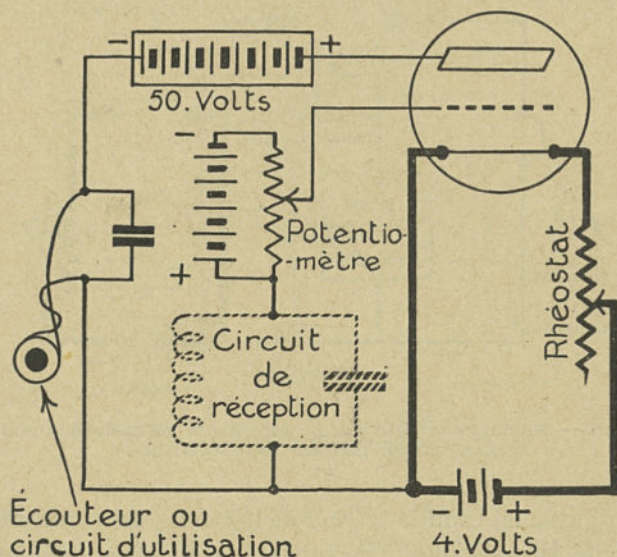 - +
50.Volts
-
+
Potentio-
-mètre
Rhéostat
Circuit
de
réception
Écouteur ou
circuit d'utilisation
- +
4.Volts